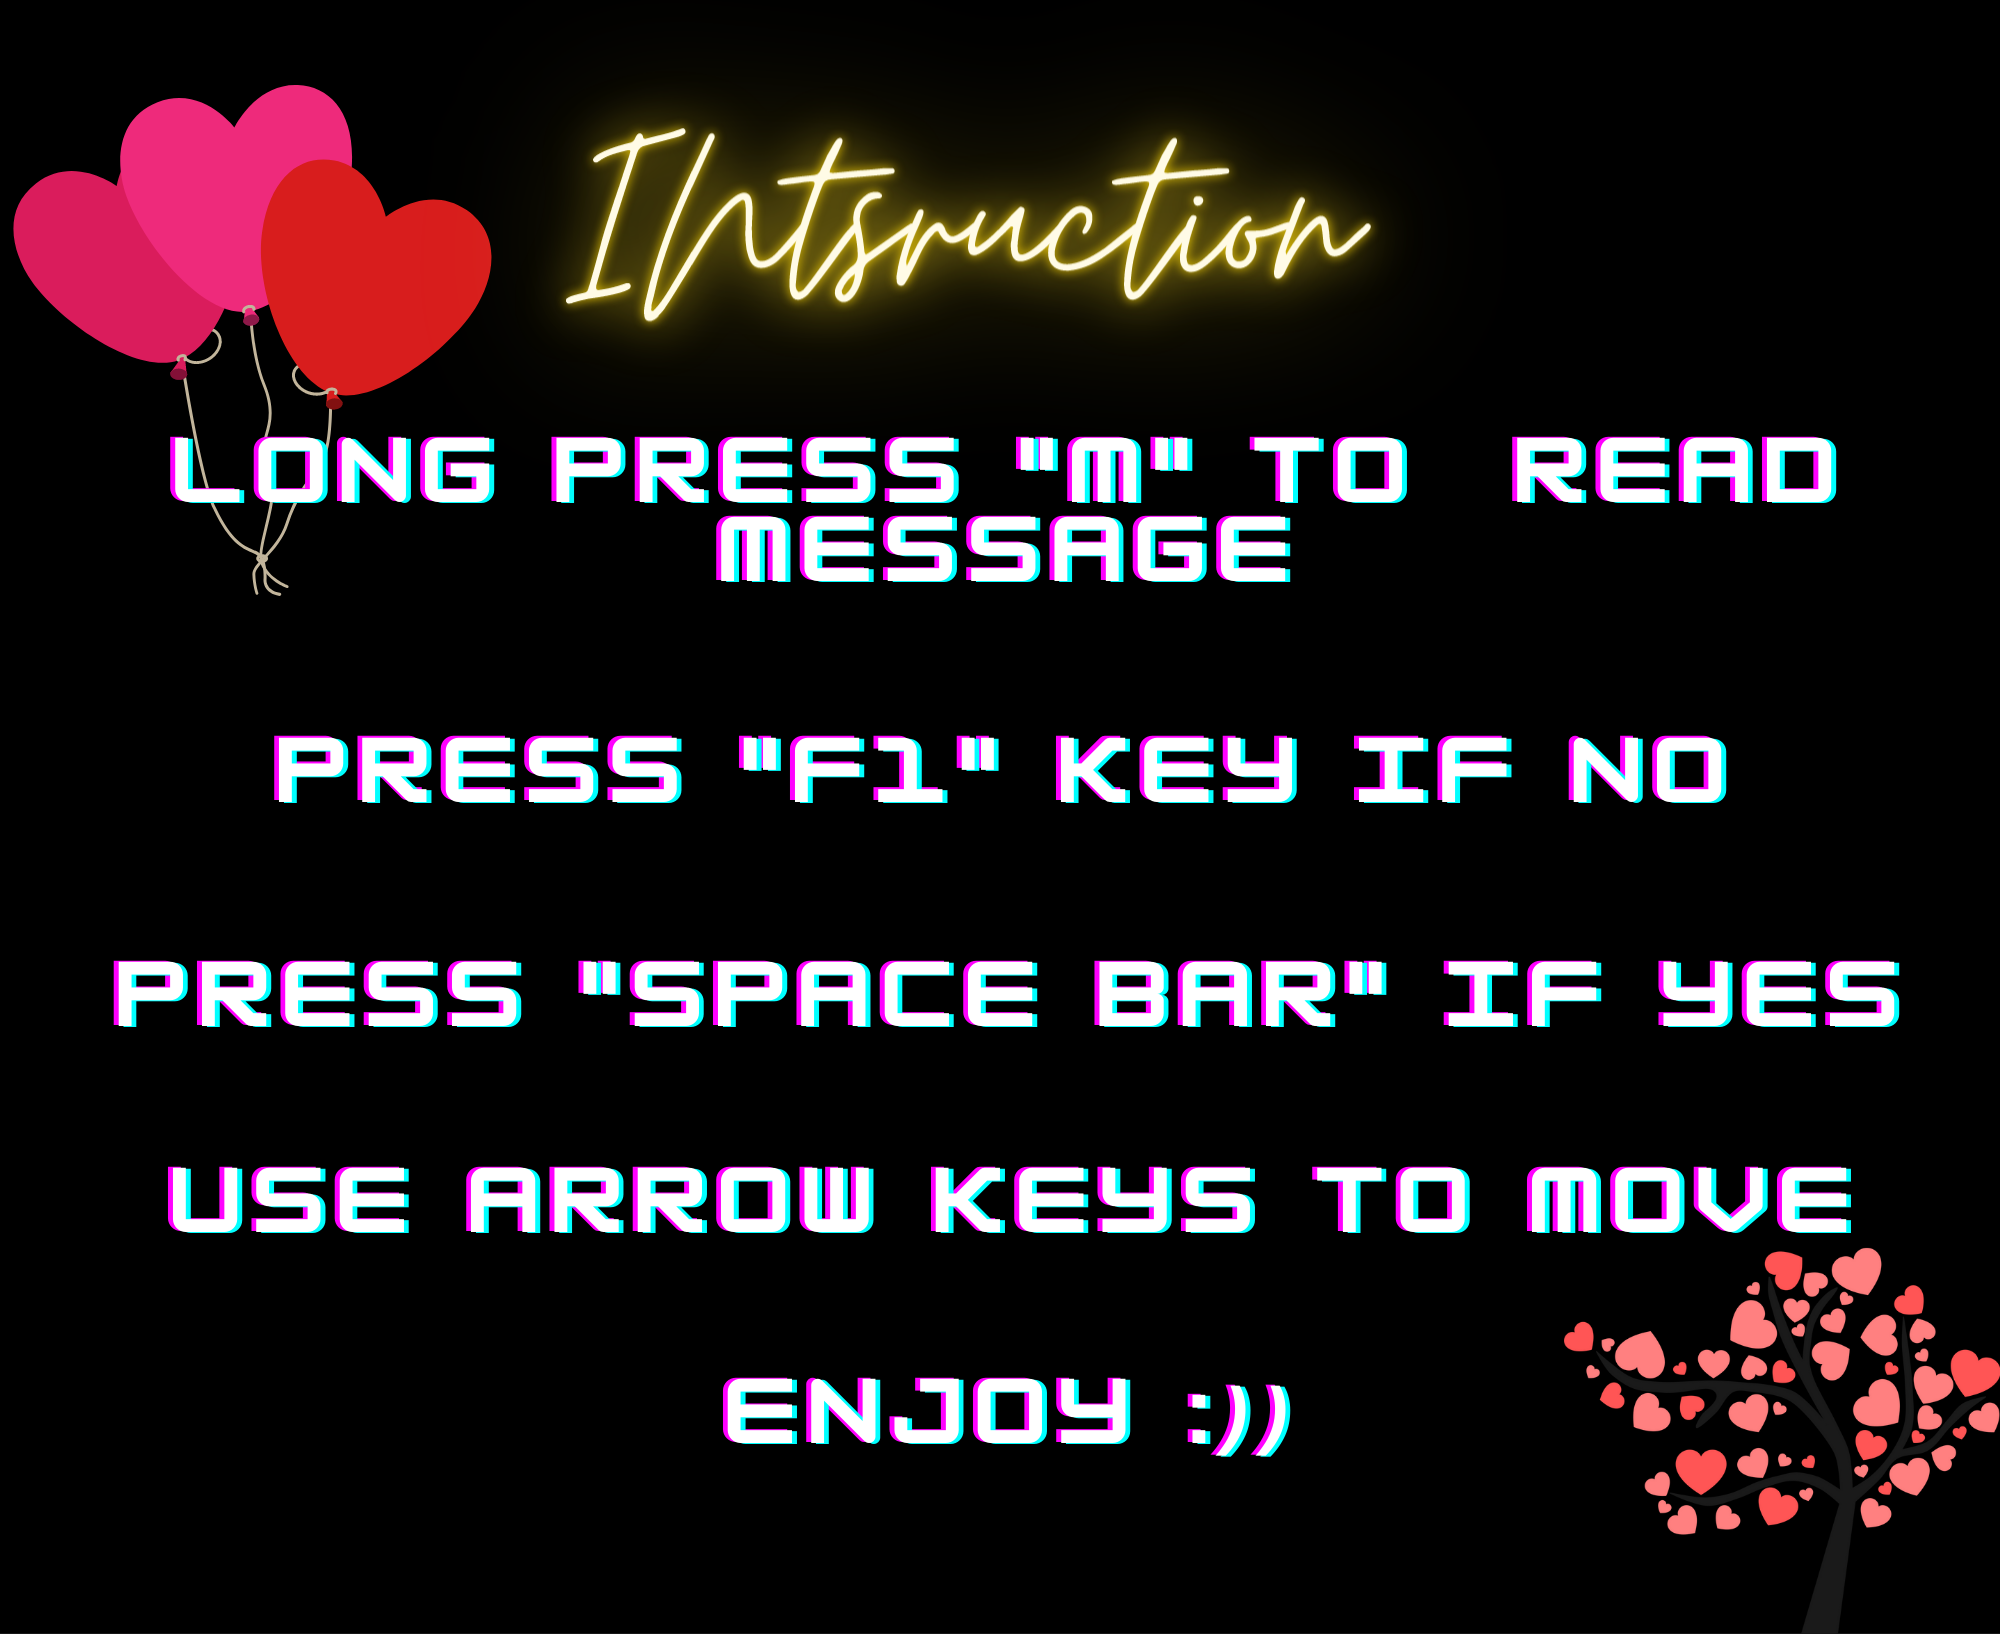 Intsruction
LONG PRESS "M" TO READ
MESSAGE
PRESS "F1" KEY IF NO
PRESS "SPACE BAR" IF YES
USE ARROW KEYS TO MOVE
ENJOY :))